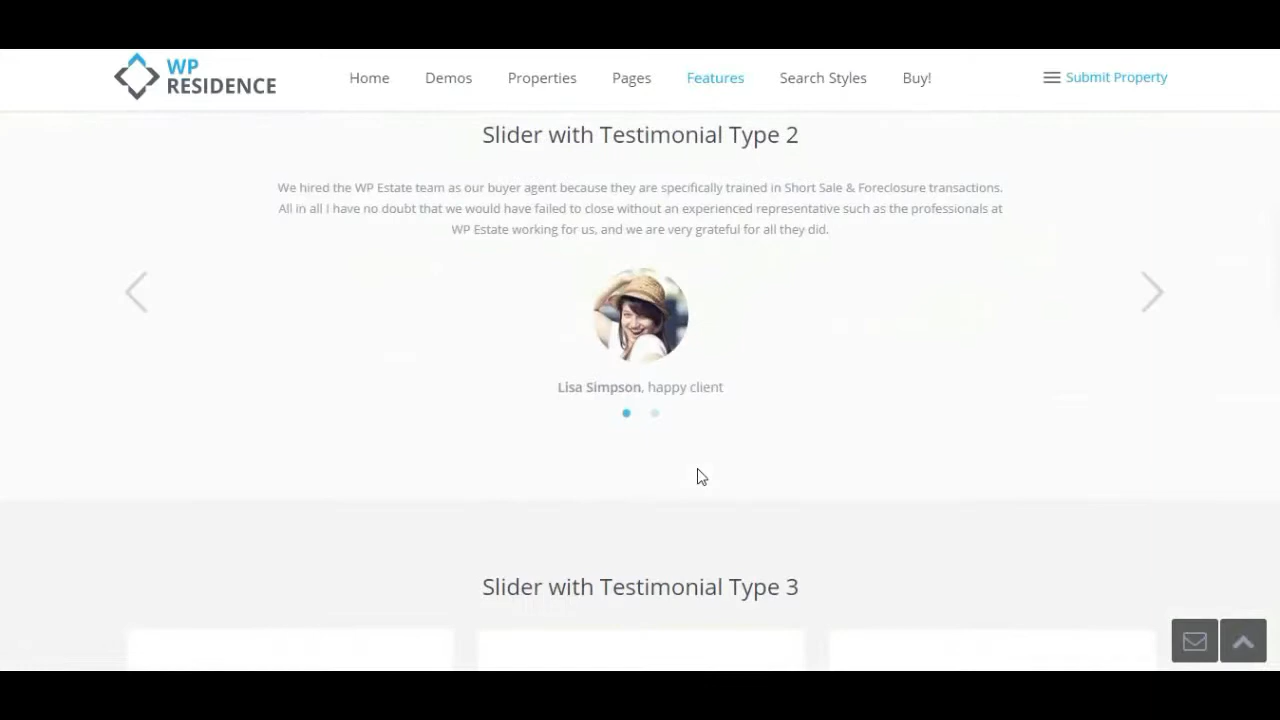 WP
RESIDENCE
Home Demos Properties Pages Features Search Styles Buy! Submit Property
Slider with Testimonial Type 2
We hired the WP Estate team as our buyer agent because they are specifically trained in Short Sale & Foreclosure transactions.
All in all I have no doubt that we would have failed to close without an experienced representative such as the professionals at
WP Estate working for us, and we are very grateful for all they did.
Lisa Simpson, happy client
Slider with Testimonial Type 3